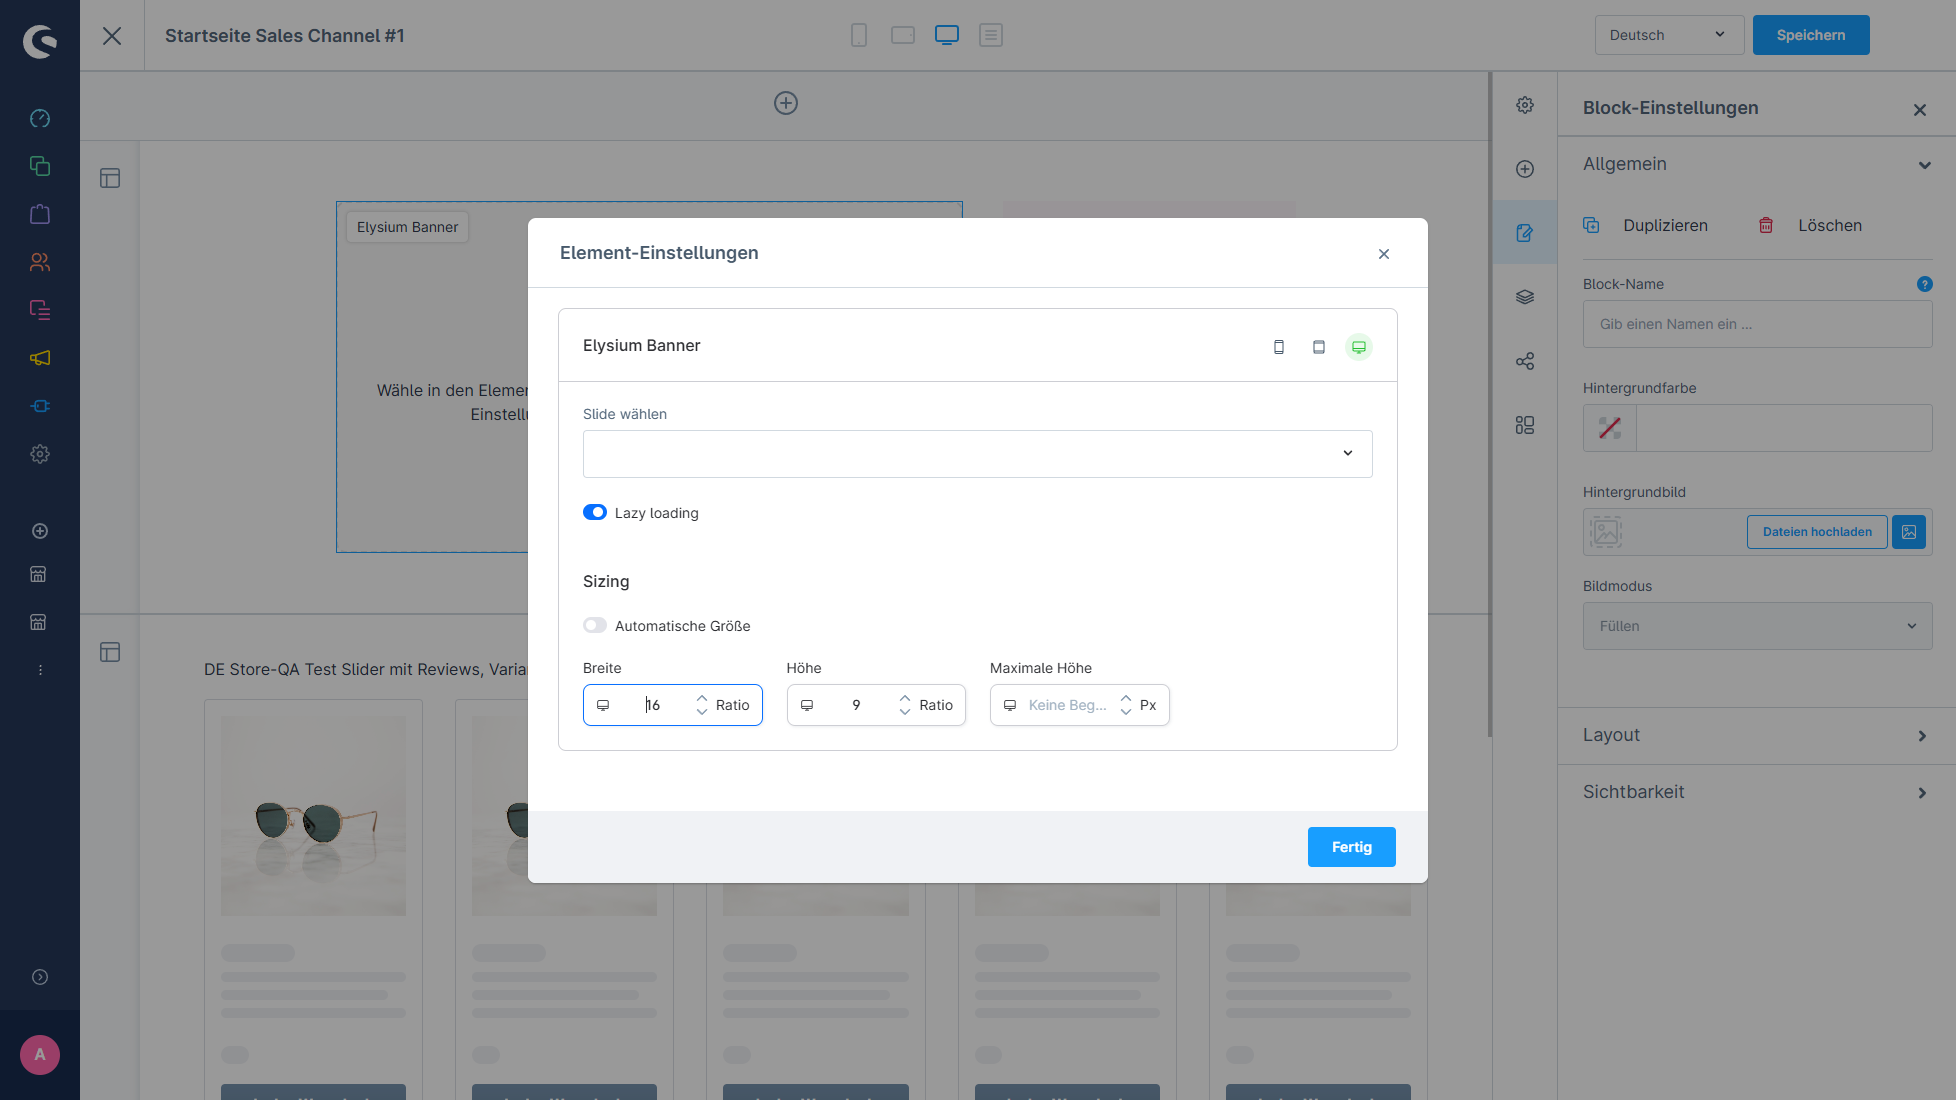 Startseite Sales Channel #1
Deutsch
Speichern
Block-Einstellungen
Allgemein
Duplizieren
Löschen
Block-Name
?
Gib einen Namen ein ...
Hintergrundfarbe
Hintergrundbild
Dateien hochladen
Bildmodus
Füllen
Layout
Sichtbarkeit
Elysium Banner
Wähle in den Elemen
Einstellu
Element-Einstellungen
Elysium Banner
Slide wählen
Lazy loading
Sizing
Automatische Größe
Breite
Höhe
Maximale Höhe
16
Ratio
9
Ratio
Keine Beg...
Px
Fertig
DE Store-QA Test Slider mit Reviews, Varia
A